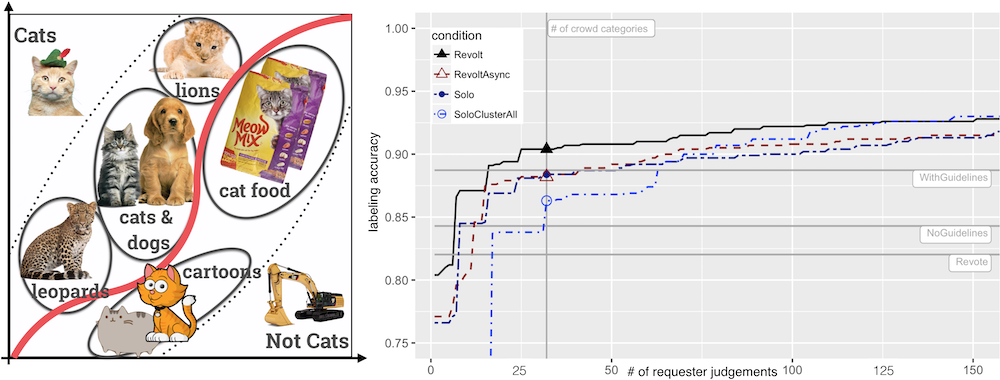 Cats
lions
MEOW
MIX
cat food
cats &
dogs
leopards
cartoons
Not Cats
labeling accuracy
1.00
0.95
0.90
0.85
0.80
0.75
condition
Revolt
RevoltAsync
Solo
SoloClusterAll
# of crowd categories
WithGuidelines
NoGuidelines
Revote
0
25
50
75
100
125
150
# of requester judgements